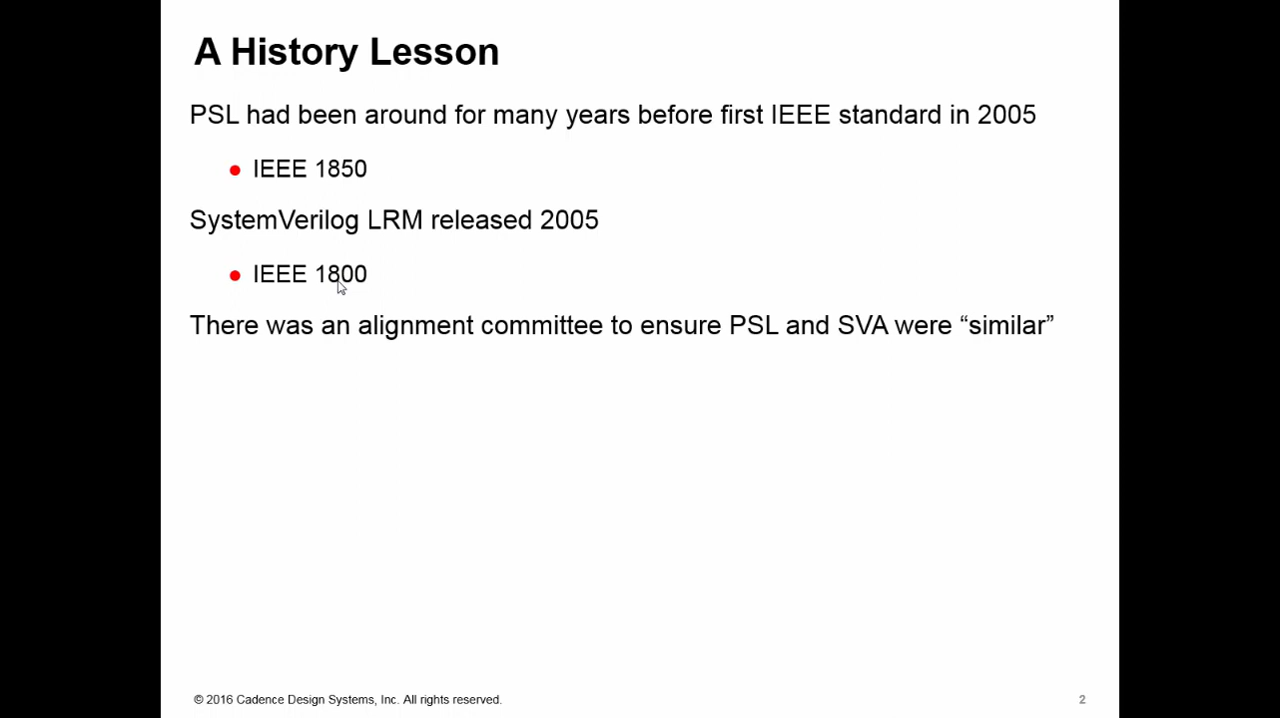 A History Lesson
PSL had been around for many years before first IEEE standard in 2005
IEEE 1850
SystemVerilog LRM released 2005
IEEE 1800
There was an alignment committee to ensure PSL and SVA were “similar”
© 2016 Cadence Design Systems, Inc. All rights reserved.
2